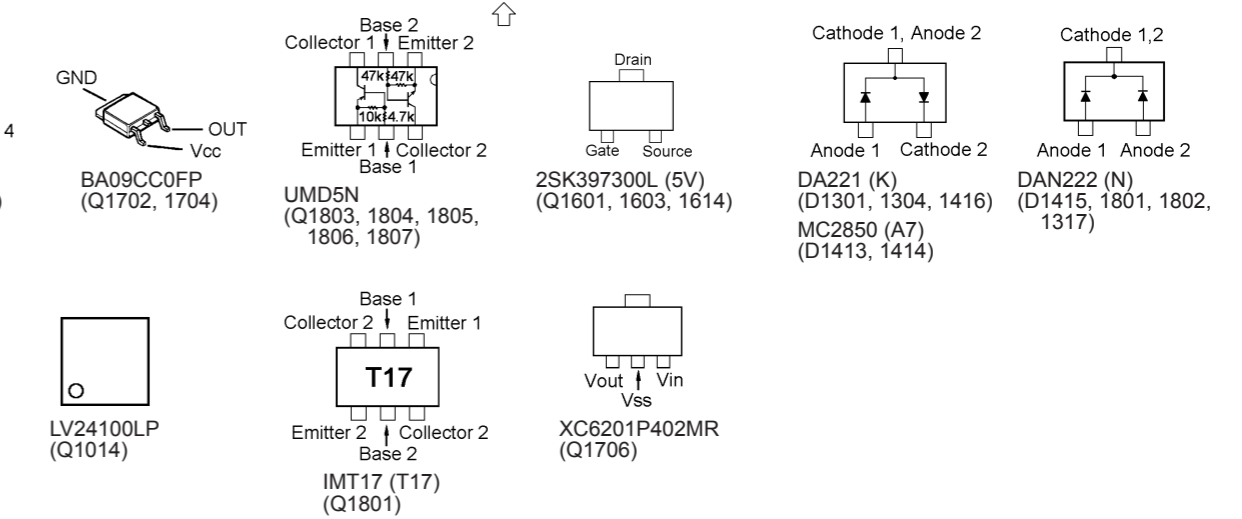 4
)
GND
OUT
Vcc
BA09CC0FP
(Q1702, 1704)
Base 2
Collector 1 Emitter 2
47k 47k
10k 4.7k
Emitter 1 Collector 2
Base 1
UMD5N
(Q1803, 1804, 1805,
1806, 1807)
Drain
Gate Source
2SK397300L (5V)
(Q1601, 1603, 1614)
Cathode 1, Anode 2
Anode 1 Cathode 2
DA221 (K)
(D1301, 1304, 1416)
MC2850 (A7)
(D1413, 1414)
Cathode 1,2
Anode 1 Anode 2
DAN222 (N)
(D1415, 1801, 1802,
1317)
LV24100LP
(Q1014)
Base 1
Collector 2 Emitter 1
T17
Emitter 2 Collector 2
Base 2
IMT17 (T17)
(Q1801)
Vout Vin
Vss
XC6201P402MR
(Q1706)